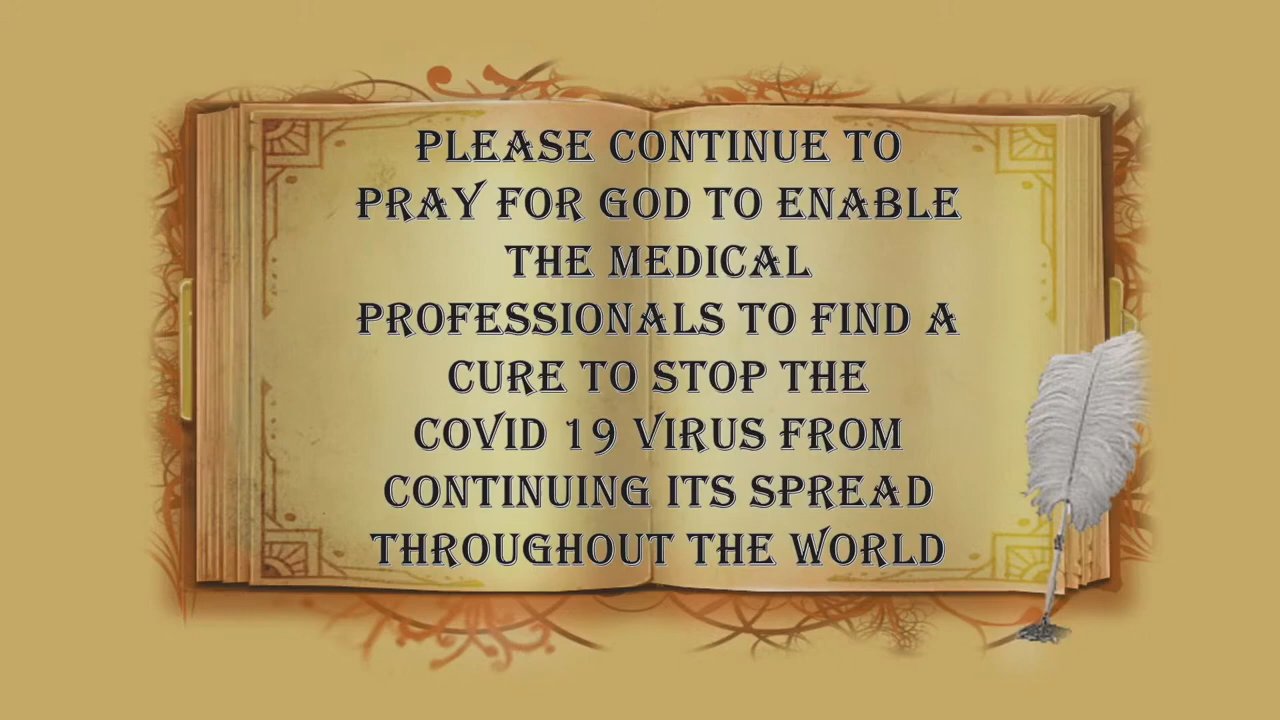 PLEASE CONTINUE TO
PRAY FOR GOD TO ENABLE
THE MEDICAL
PROFESSIONALS TO FIND A
CURE TO STOP THE
COVID 19 VIRUS FROM
CONTINUING ITS SPREAD
THROUGHOUT THE WORLD